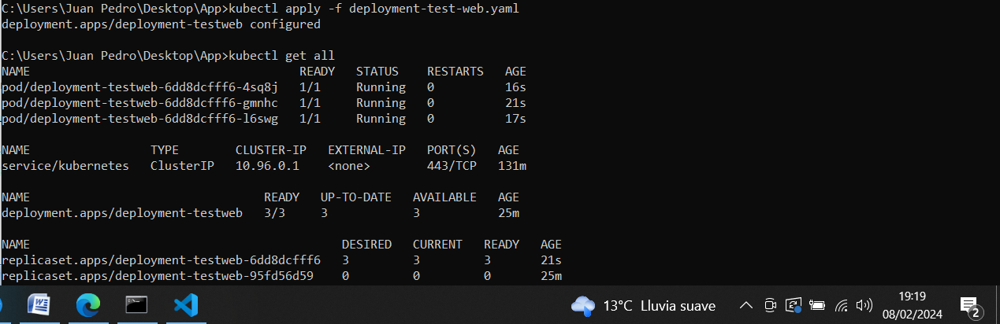 C:\Users\Juan Pedro\Desktop\App>kubectl apply -f deployment-test-web.yaml
deployment.apps/deployment-testweb configured
C:\Users\Juan Pedro\Desktop\App>kubectl get all
NAME READY STATUS RESTARTS AGE
pod/deployment-testweb-6dd8dcfff6-4sq8j 1/1 Running 0 16s
pod/deployment-testweb-6dd8dcfff6-gmnhc 1/1 Running 0 21s
pod/deployment-testweb-6dd8dcfff6-l6swg 1/1 Running 0 17s
NAME TYPE CLUSTER-IP EXTERNAL-IP PORT(S) AGE
service/kubernetes ClusterIP 10.96.0.1 <none> 443/TCP 131m
NAME READY UP-TO-DATE AVAILABLE AGE
deployment.apps/deployment-testweb 3/3 3 3 25m
NAME DESIRED CURRENT READY AGE
replicaset.apps/deployment-testweb-6dd8dcfff6 3 3 3 21s
replicaset.apps/deployment-testweb-95fd56d59 0 0 0 25m
W
13°C Lluvia suave
19:19
08/02/2024
2